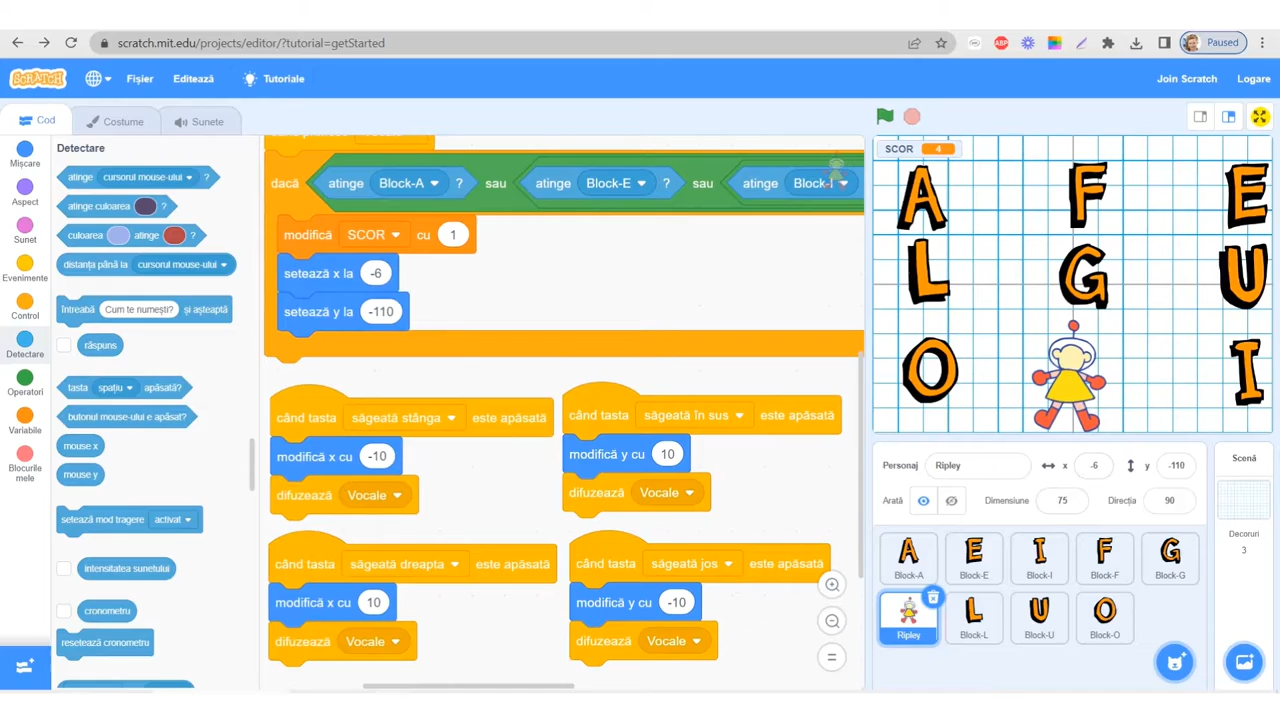 scratch.mit.edu/projects/editor/?tutorial=getStarted
ABP
Paused
SCRATCH
Fișier
Editează
Tutoriale
Join Scratch
Logare
Cod
Costume
Sunete
Mișcare
Aspect
Sunet
Evenimente
Control
Detectare
Operatori
Variabile
Blocurile
mele
Detectare
atinge cursorul mouse-ului ?
atinge culoarea ?
culoarea atinge ?
distanța până la cursorul mouse-ului
întreabă Cum te numești? și așteaptă
răspuns
tasta spațiu apăsată?
butonul mouse-ului e apăsat?
mouse x
mouse y
setează mod tragere activat
intensitatea sunetului
cronometru
resetează cronometru
dacă atinge Block-A ? sau atinge Block-E ? sau atinge Block-I
modifică SCOR cu 1
setează x la -6
setează y la -110
când tasta săgeată stânga este apăsată
modifică x cu -10
difuzează Vocale
când tasta săgeată în sus este apăsată
modifică y cu 10
difuzează Vocale
când tasta săgeată dreapta este apăsată
modifică x cu 10
difuzează Vocale
când tasta săgeată jos este apăsată
modifică y cu -10
difuzează Vocale
SCOR 4
A F E
L G U
O I
Personaj Ripley x -6 y -110
Arată Dimensiune 75 Direcția 90
A E I F G
Block-A Block-E Block-I Block-F Block-G
L U O
Ripley Block-L Block-U Block-O
Scenă
Decoruri
3